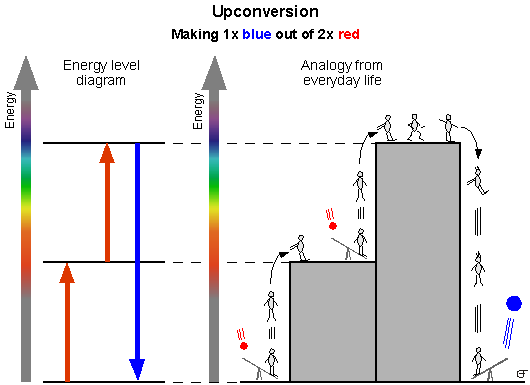 Upconversion
Making 1x blue out of 2x red
Energy level
diagram
Analogy from
everyday life
Energy
Energy